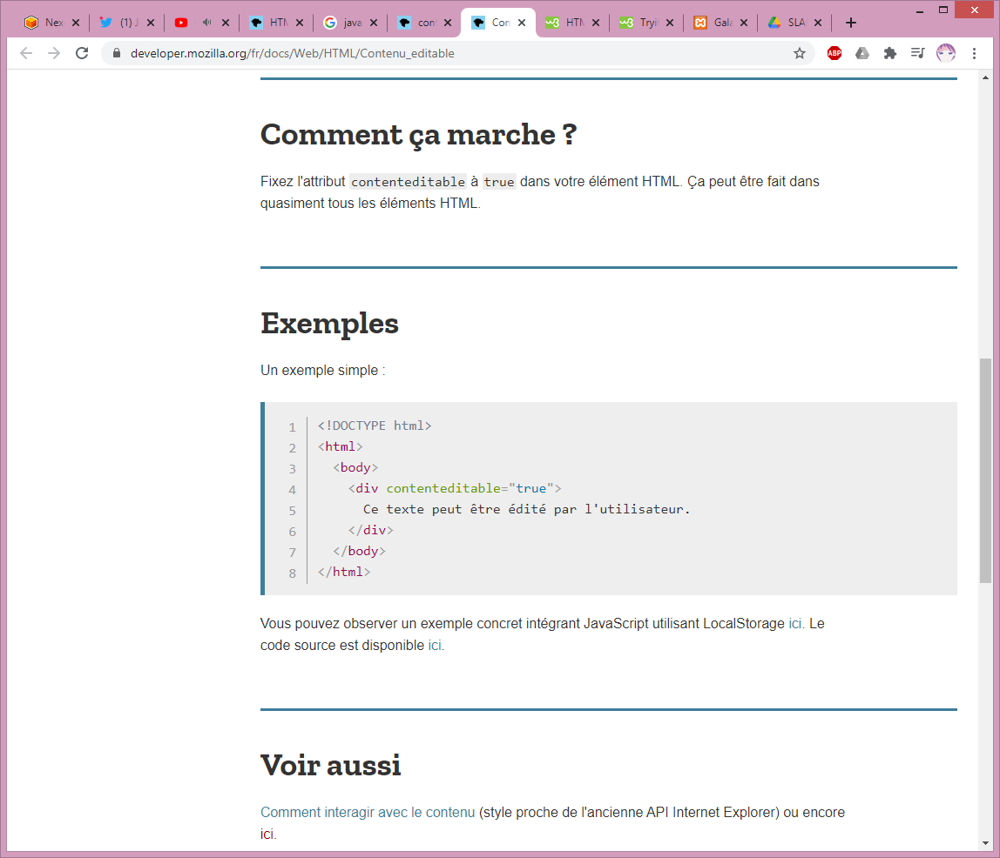 Nex
(1) J
HTM
java
con
Con
HTM
Tryi
Gala
SLA
developer.mozilla.org/fr/docs/Web/HTML/Contenu_editable
ABP
Comment ça marche ?
Fixez l'attribut contenteditable à true dans votre élément HTML. Ça peut être fait dans
quasiment tous les éléments HTML.
Exemples
Un exemple simple :
1 <!DOCTYPE html>
2 <html>
3 <body>
4 <div contenteditable="true">
5 Ce texte peut être édité par l'utilisateur.
6 </div>
7 </body>
8 </html>
Vous pouvez observer un exemple concret intégrant JavaScript utilisant LocalStorage ici. Le
code source est disponible ici.
Voir aussi
Comment interagir avec le contenu (style proche de l'ancienne API Internet Explorer) ou encore
ici.